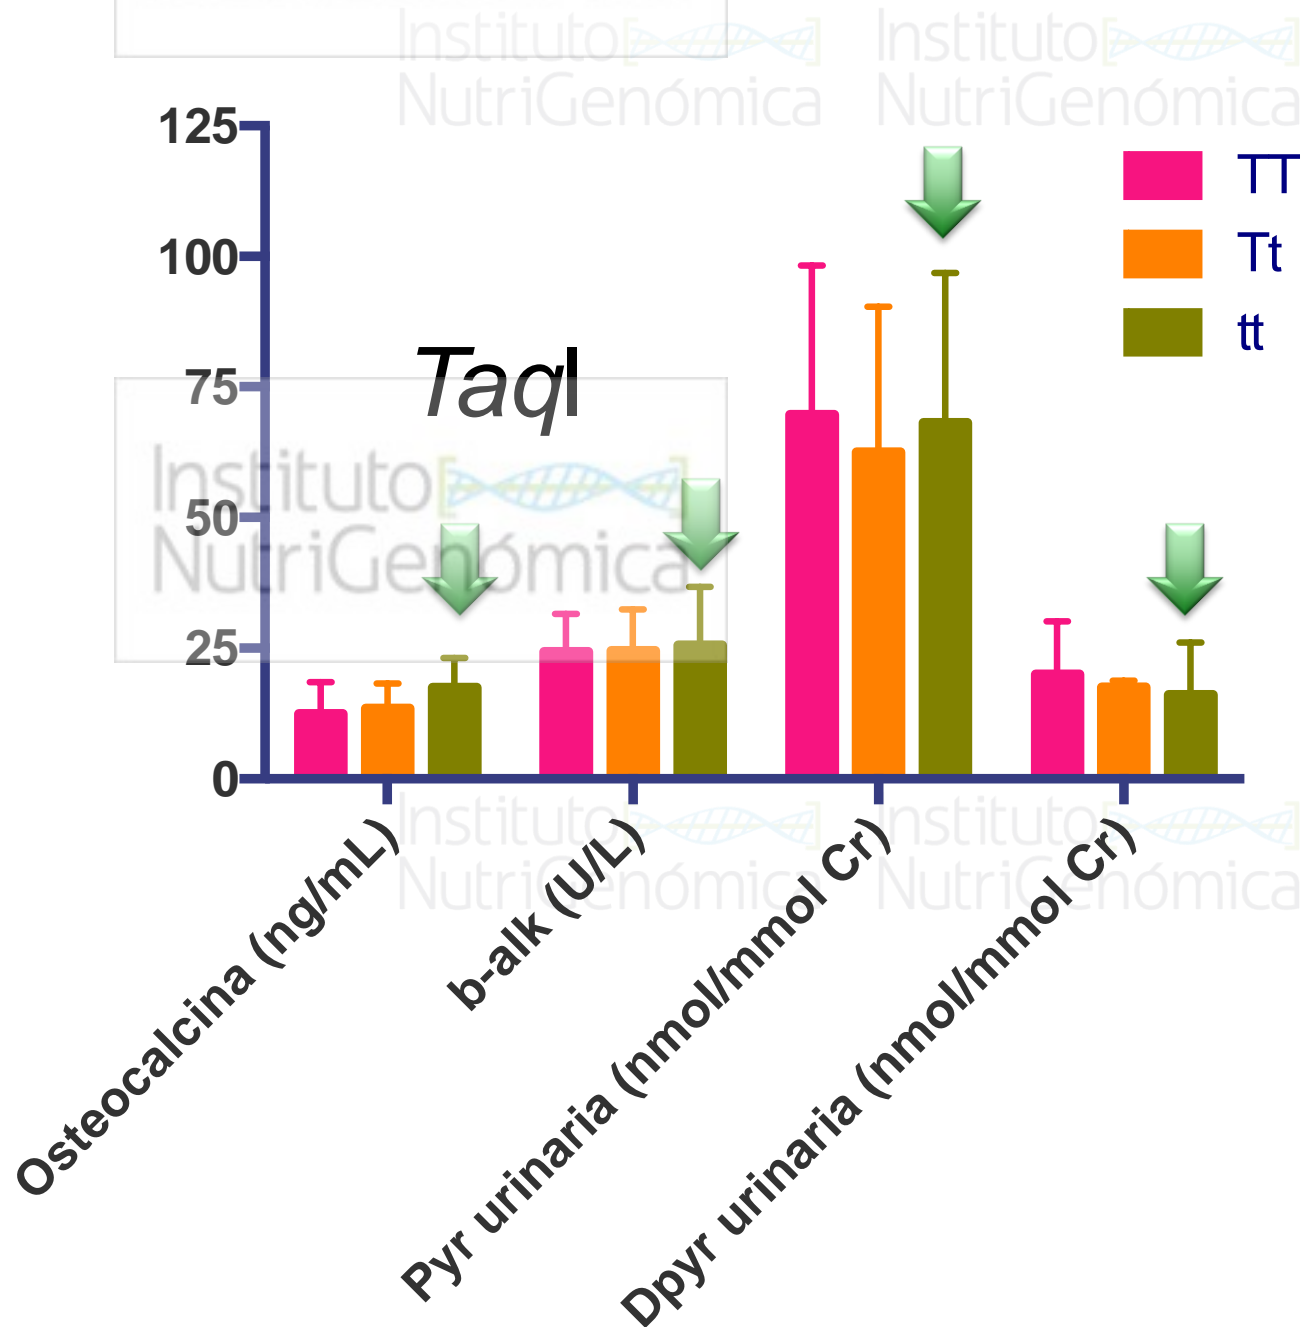 Instituto
NutriGenómica
Instituto
NutriGenómica
125
100
75
50
25
0
TT
Tt
tt
TaqI
Instituto
NutriGenómica
Instituto
NutriGenómica
Instituto
NutriGenómica
Osteocalcina (ng/mL)
b-alk (U/L)
Pyr urinaria (nmol/mmol Cr)
Dpyr urinaria (nmol/mmol Cr)